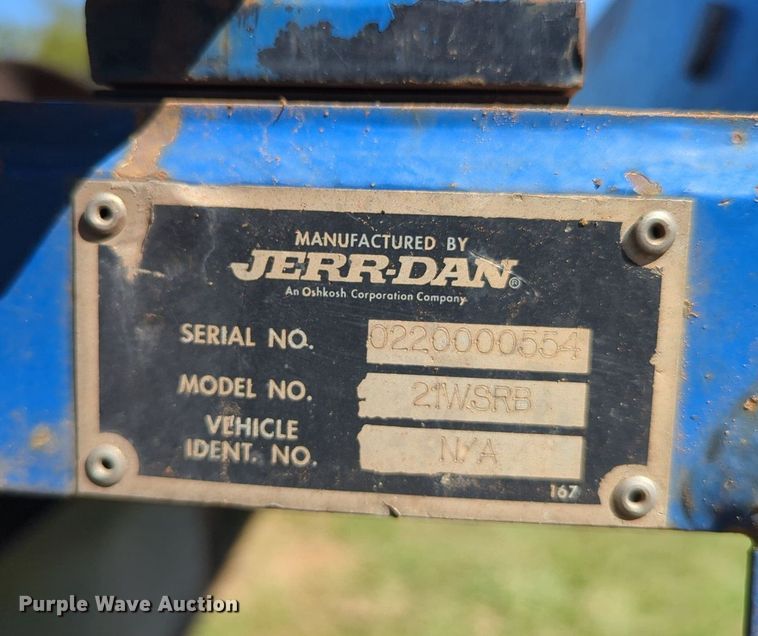 MANUFACTURED BY
JERR-DAN®
An Oshkosh Corporation Company
SERIAL NO. 0220000554
MODEL NO. 21WSRB
VEHICLE
IDENT. NO. N/A
167
Purple Wave Auction